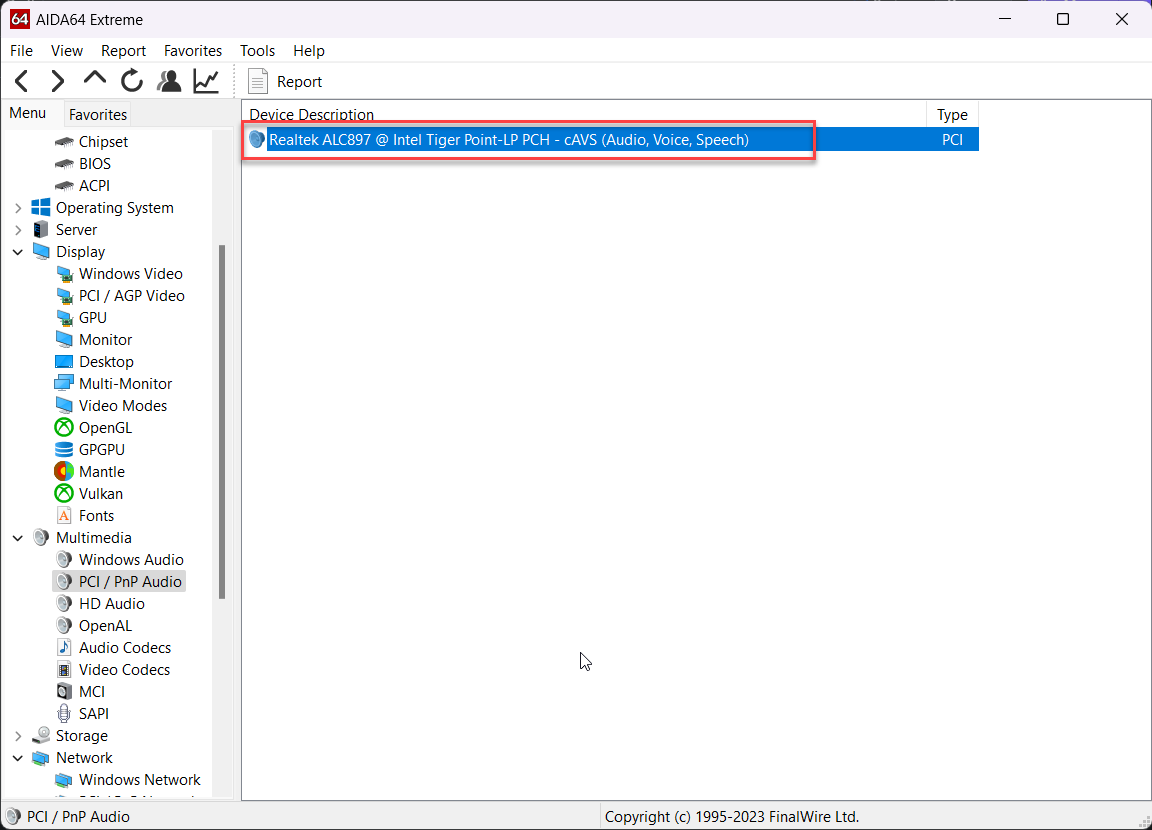 64 AIDA64 Extreme
File View Report Favorites Tools Help
Report
Menu Favorites
Chipset
BIOS
ACPI
Operating System
Server
Display
Windows Video
PCI / AGP Video
GPU
Monitor
Desktop
Multi-Monitor
Video Modes
OpenGL
GPGPU
Mantle
Vulkan
A Fonts
Multimedia
Windows Audio
PCI / PnP Audio
HD Audio
OpenAL
Audio Codecs
Video Codecs
MCI
SAPI
Storage
Network
Windows Network
Device Description Type
Realtek ALC897 @ Intel Tiger Point-LP PCH - cAVS (Audio, Voice, Speech) PCI
PCI / PnP Audio
Copyright (c) 1995-2023 FinalWire Ltd.